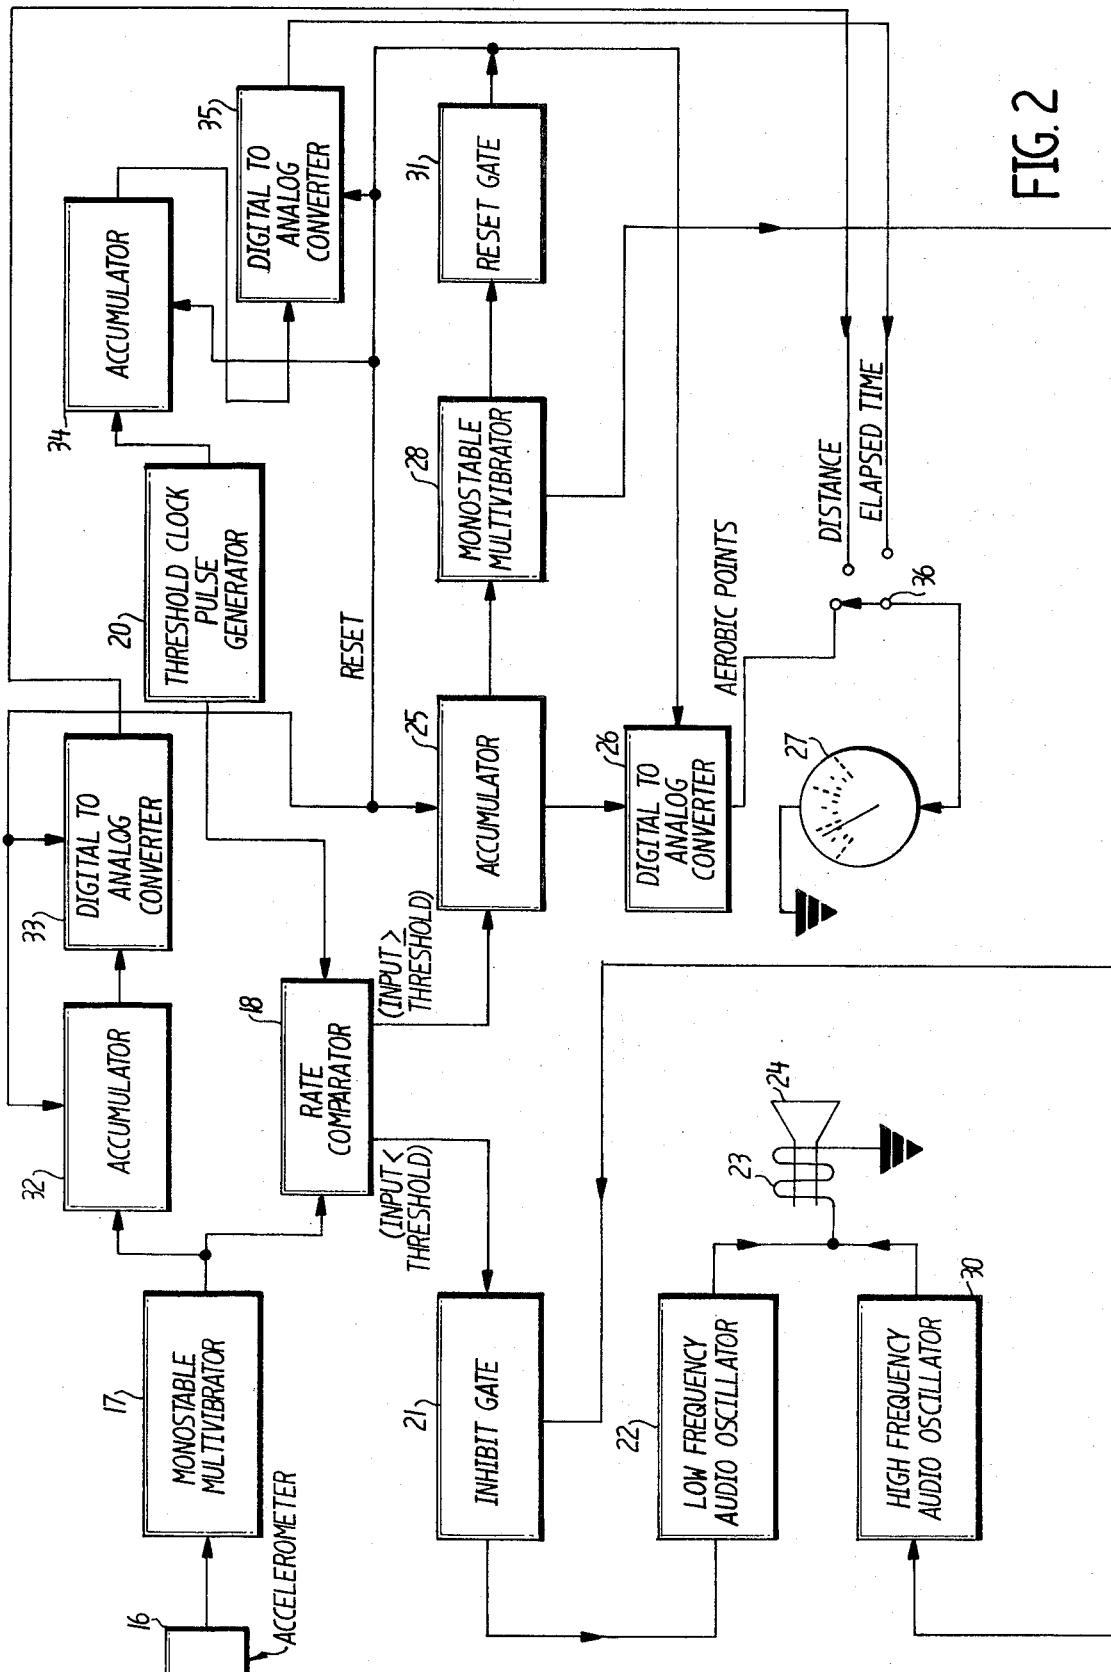 16
ACCELEROMETER
17
MONOSTABLE
MULTIVIBRATOR
32
ACCUMULATOR
33
DIGITAL TO
ANALOG
CONVERTER
20
THRESHOLD CLOCK
PULSE
GENERATOR
34
ACCUMULATOR
35
DIGITAL TO
ANALOG
CONVERTER
18
RATE
COMPARATOR
(INPUT <
THRESHOLD)
(INPUT ≥
THRESHOLD)
RESET
21
INHIBIT GATE
25
ACCUMULATOR
28
MONOSTABLE
MULTIVIBRATOR
31
RESET GATE
22
LOW FREQUENCY
AUDIO OSCILLATOR
23
24
26
DIGITAL TO
ANALOG
CONVERTER
AEROBIC POINTS
27
36
DISTANCE
ELAPSED TIME
30
HIGH FREQUENCY
AUDIO OSCILLATOR
FIG. 2